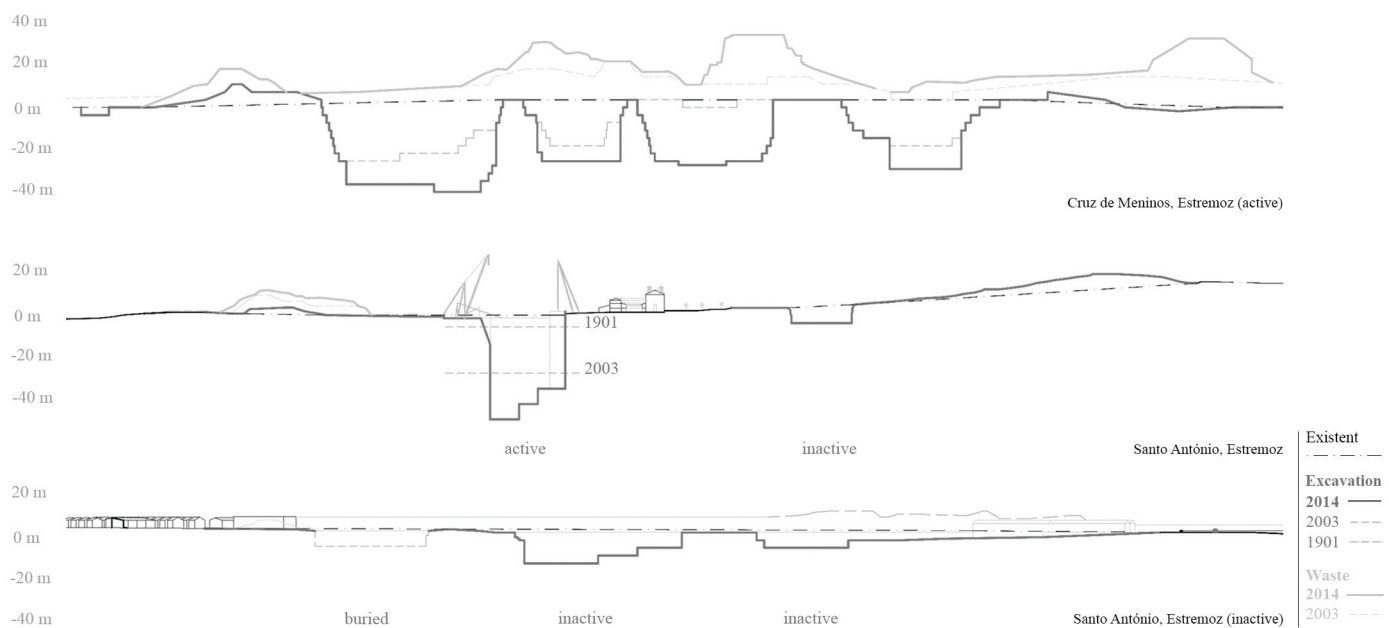 40 m
20 m
0 m
-20 m
-40 m
Cruz de Meninos, Estremoz (active)
20 m
0 m
1901
-20 m
2003
-40 m
active
inactive
Santo António, Estremoz
20 m
0 m
-20 m
-40 m
buried
inactive
inactive
Santo António, Estremoz (inactive)
Existent
Excavation
2014
2003
1901
Waste
2014
2003